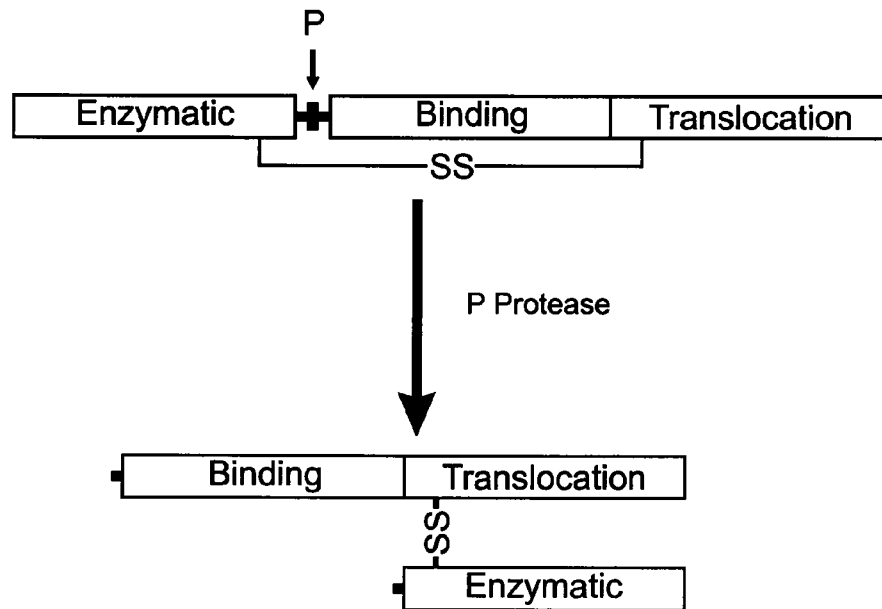 P
Enzymatic Binding Translocation
SS
P Protease
Binding Translocation
SS
Enzymatic